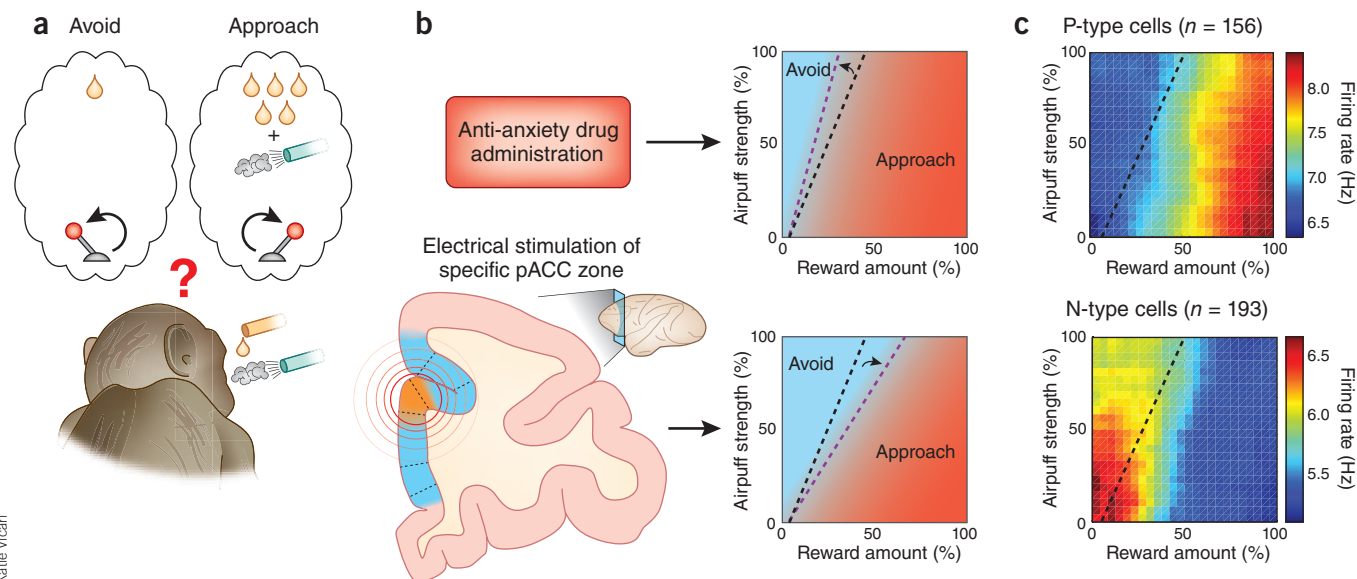 a
Avoid
Approach
+
?
b
Anti-anxiety drug
administration
Electrical stimulation of
specific pACC zone
100
50
0
Airpuff strength (%)
Avoid
Approach
0
50
100
Reward amount (%)
100
50
0
Airpuff strength (%)
Avoid
Approach
0
50
100
Reward amount (%)
c
P-type cells (n = 156)
100
50
0
Airpuff strength (%)
0
50
100
Reward amount (%)
8.0
7.5
7.0
6.5
Firing rate (Hz)
N-type cells (n = 193)
100
50
0
Airpuff strength (%)
0
50
100
Reward amount (%)
6.5
6.0
5.5
Firing rate (Hz)
Katie Vicari